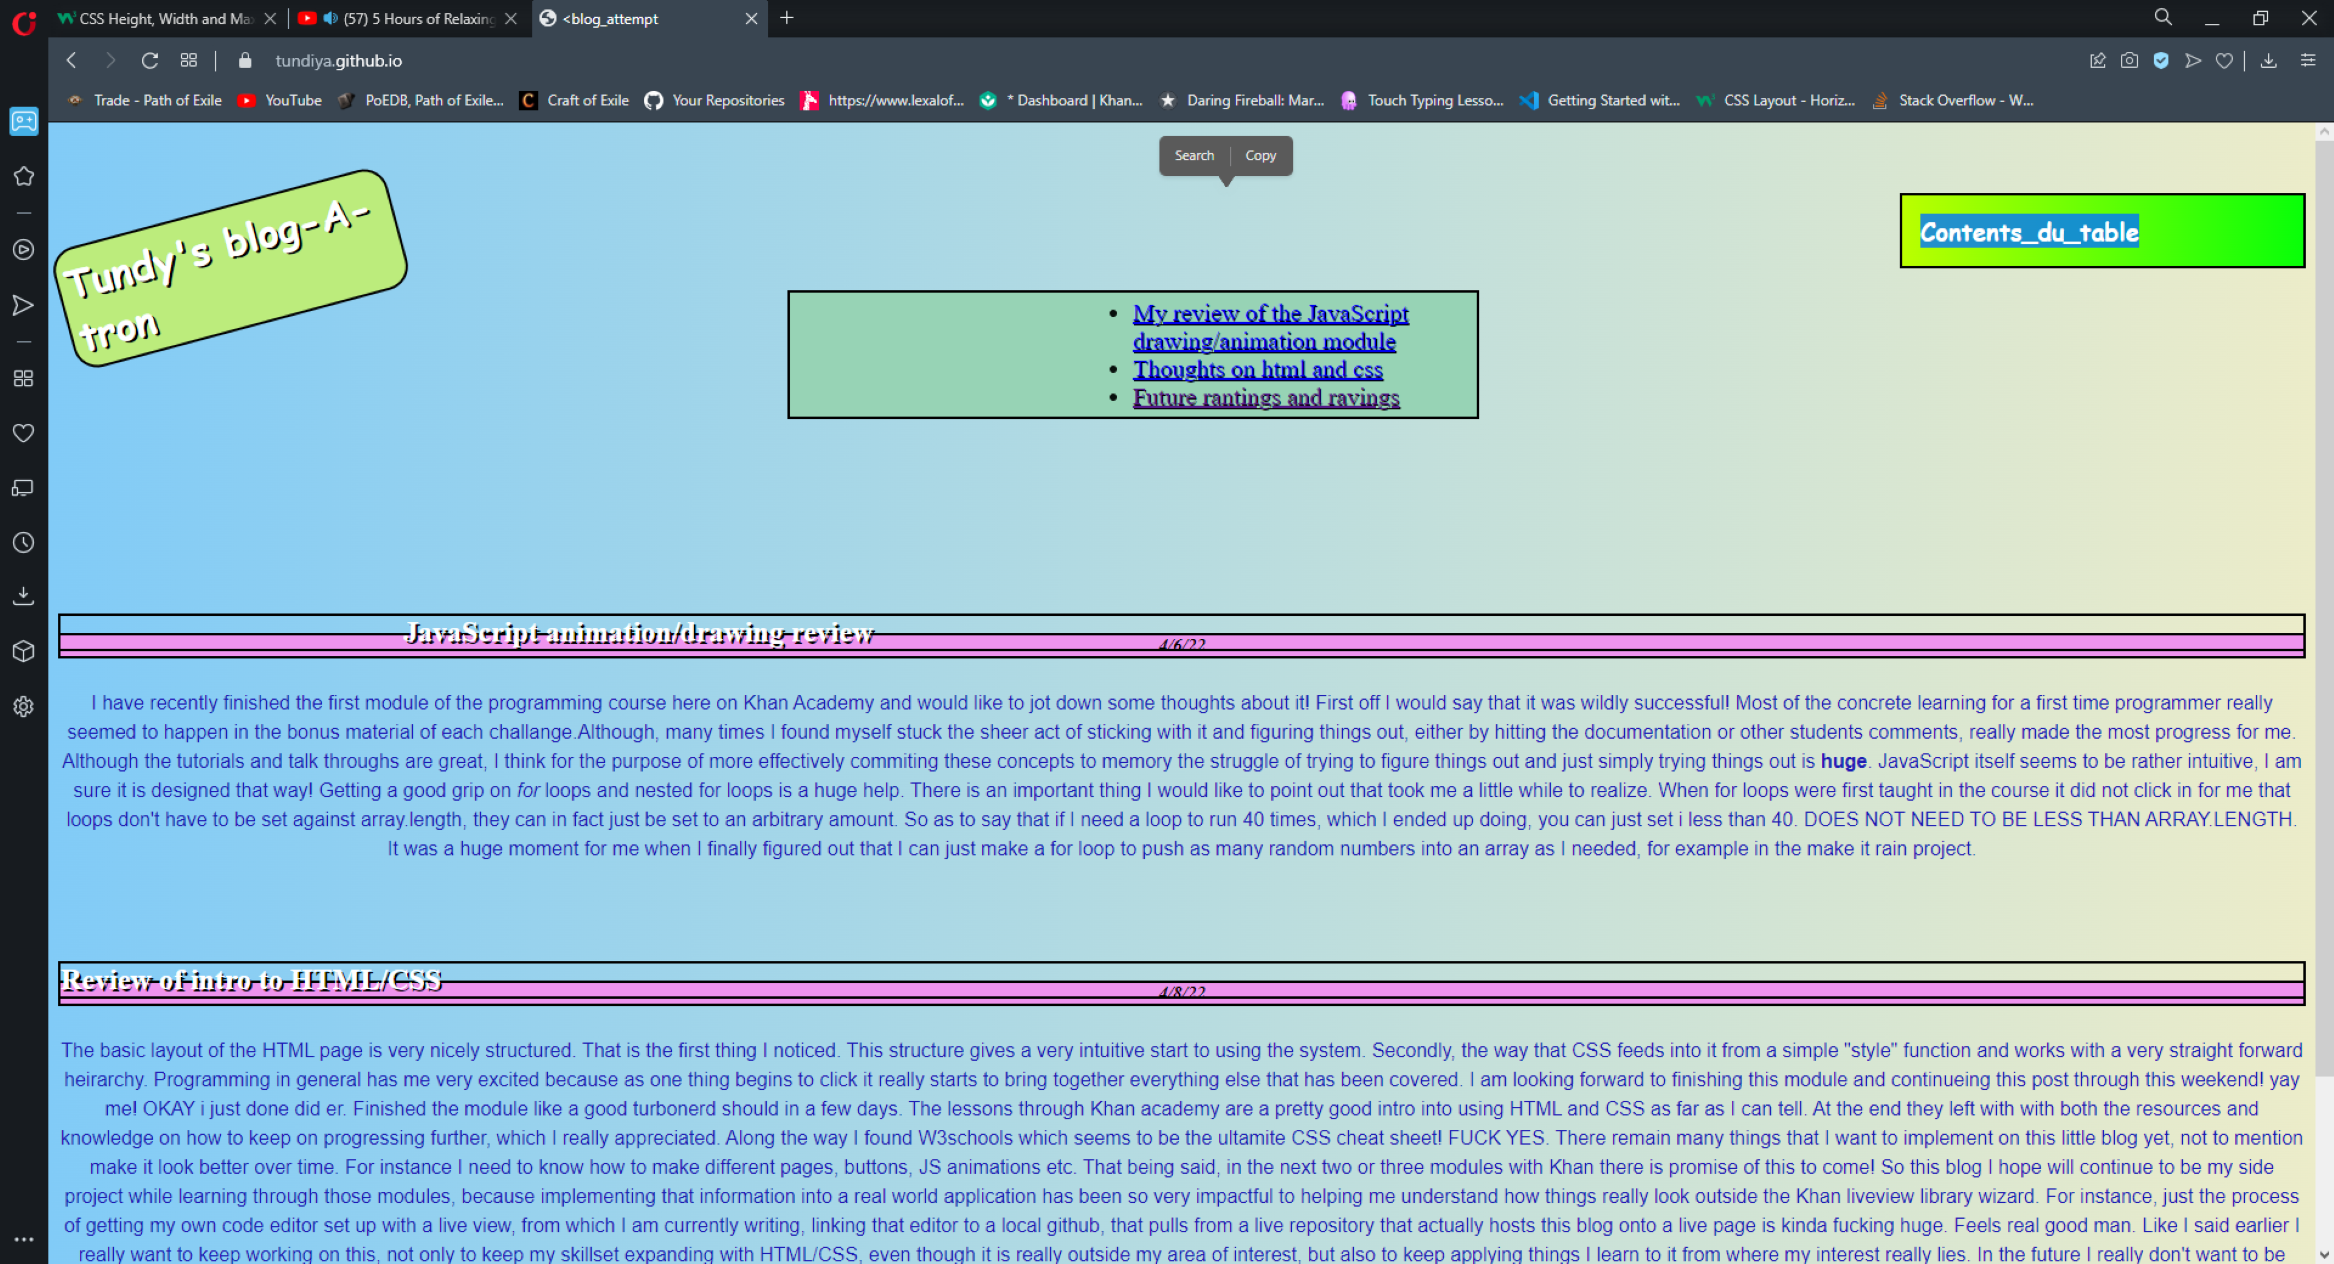 CSS Height, Width and Ma
(57) 5 Hours of Relaxing
<blog_attempt
tundiya.github.io
Trade - Path of Exile
YouTube
PoEDB, Path of Exile...
Craft of Exile
Your Repositories
https://www.lexalof...
* Dashboard | Khan...
Daring Fireball: Mar...
Touch Typing Lesso...
Getting Started wit...
CSS Layout - Horiz...
Stack Overflow - W...
Search
Copy
Tundy's blog-A-
tron
Contents_du_table
• My review of the JavaScript
drawing/animation module
• Thoughts on html and css
• Future rantings and ravings
JavaScript animation/drawing review
4/6/22
I have recently finished the first module of the programming course here on Khan Academy and would like to jot down some thoughts about it! First off I would say that it was wildly successful! Most of the concrete learning for a first time programmer really
seemed to happen in the bonus material of each challange.Although, many times I found myself stuck the sheer act of sticking with it and figuring things out, either by hitting the documentation or other students comments, really made the most progress for me.
Although the tutorials and talk throughs are great, I think for the purpose of more effectively commiting these concepts to memory the struggle of trying to figure things out and just simply trying things out is huge. JavaScript itself seems to be rather intuitive, I am
sure it is designed that way! Getting a good grip on for loops and nested for loops is a huge help. There is an important thing I would like to point out that took me a little while to realize. When for loops were first taught in the course it did not click in for me that
loops don't have to be set against array.length, they can in fact just be set to an arbitrary amount. So as to say that if I need a loop to run 40 times, which I ended up doing, you can just set i less than 40. DOES NOT NEED TO BE LESS THAN ARRAY.LENGTH.
It was a huge moment for me when I finally figured out that I can just make a for loop to push as many random numbers into an array as I needed, for example in the make it rain project.
Review of intro to HTML/CSS
4/8/22
The basic layout of the HTML page is very nicely structured. That is the first thing I noticed. This structure gives a very intuitive start to using the system. Secondly, the way that CSS feeds into it from a simple "style" function and works with a very straight forward
heirarchy. Programming in general has me very excited because as one thing begins to click it really starts to bring together everything else that has been covered. I am looking forward to finishing this module and continueing this post through this weekend! yay
me! OKAY i just done did er. Finished the module like a good turbonerd should in a few days. The lessons through Khan academy are a pretty good intro into using HTML and CSS as far as I can tell. At the end they left with with both the resources and
knowledge on how to keep on progressing further, which I really appreciated. Along the way I found W3schools which seems to be the ultamite CSS cheat sheet! FUCK YES. There remain many things that I want to implement on this little blog yet, not to mention
make it look better over time. For instance I need to know how to make different pages, buttons, JS animations etc. That being said, in the next two or three modules with Khan there is promise of this to come! So this blog I hope will continue to be my side
project while learning through those modules, because implementing that information into a real world application has been so very impactful to helping me understand how things really look outside the Khan liveview library wizard. For instance, just the process
of getting my own code editor set up with a live view, from which I am currently writing, linking that editor to a local github, that pulls from a live repository that actually hosts this blog onto a live page is kinda fucking huge. Feels real good man. Like I said earlier I
really want to keep working on this, not only to keep my skillset expanding with HTML/CSS, even though it is really outside my area of interest, but also to keep applying things I learn to it from where my interest really lies. In the future I really don't want to be